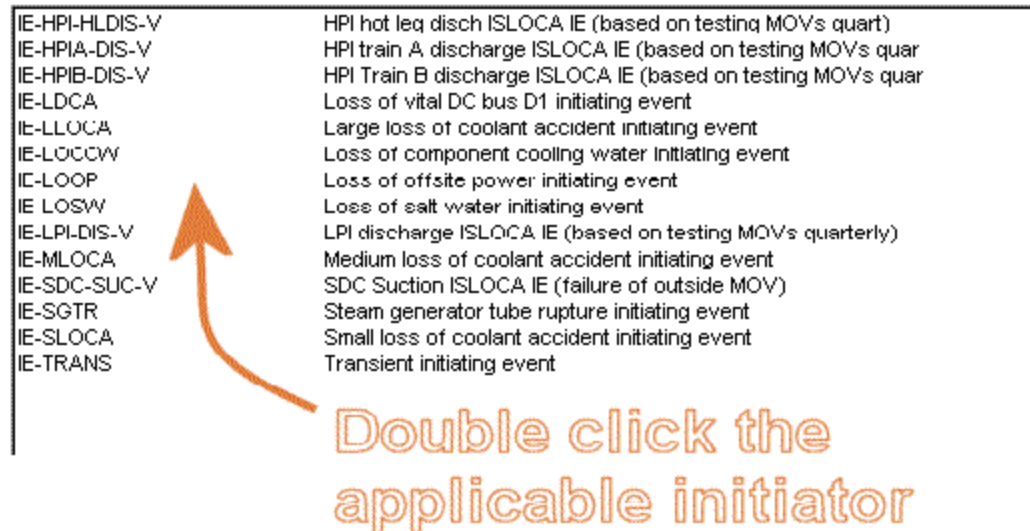 IE-HPI-HLDIS-V HPI hot leg disch ISLOCA IE (based on testing MOVs quart)
IE-HPIA-DIS-V HPI train A discharge ISLOCA IE (based on testing MOVs quar
IE-HPIB-DIS-V HPI Train B discharge ISLOCA IE (based on testing MOVs quar
IE-LDCA Loss of vital DC bus D1 initiating event
IE-LLOCA Large loss of coolant accident initiating event
IE-LOCCW Loss of component cooling water initiating event
IE-LOOP Loss of offsite power initiating event
IE-LOSW Loss of salt water initiating event
IE-LPI-DIS-V LPI discharge ISLOCA IE (based on testing MOVs quarterly)
IE-MLOCA Medium loss of coolant accident initiating event
IE-SDC-SUC-V SDC Suction ISLOCA IE (failure of outside MOV)
IE-SGTR Steam generator tube rupture initiating event
IE-SLOCA Small loss of coolant accident initiating event
IE-TRANS Transient initiating event
Double click the
applicable initiator